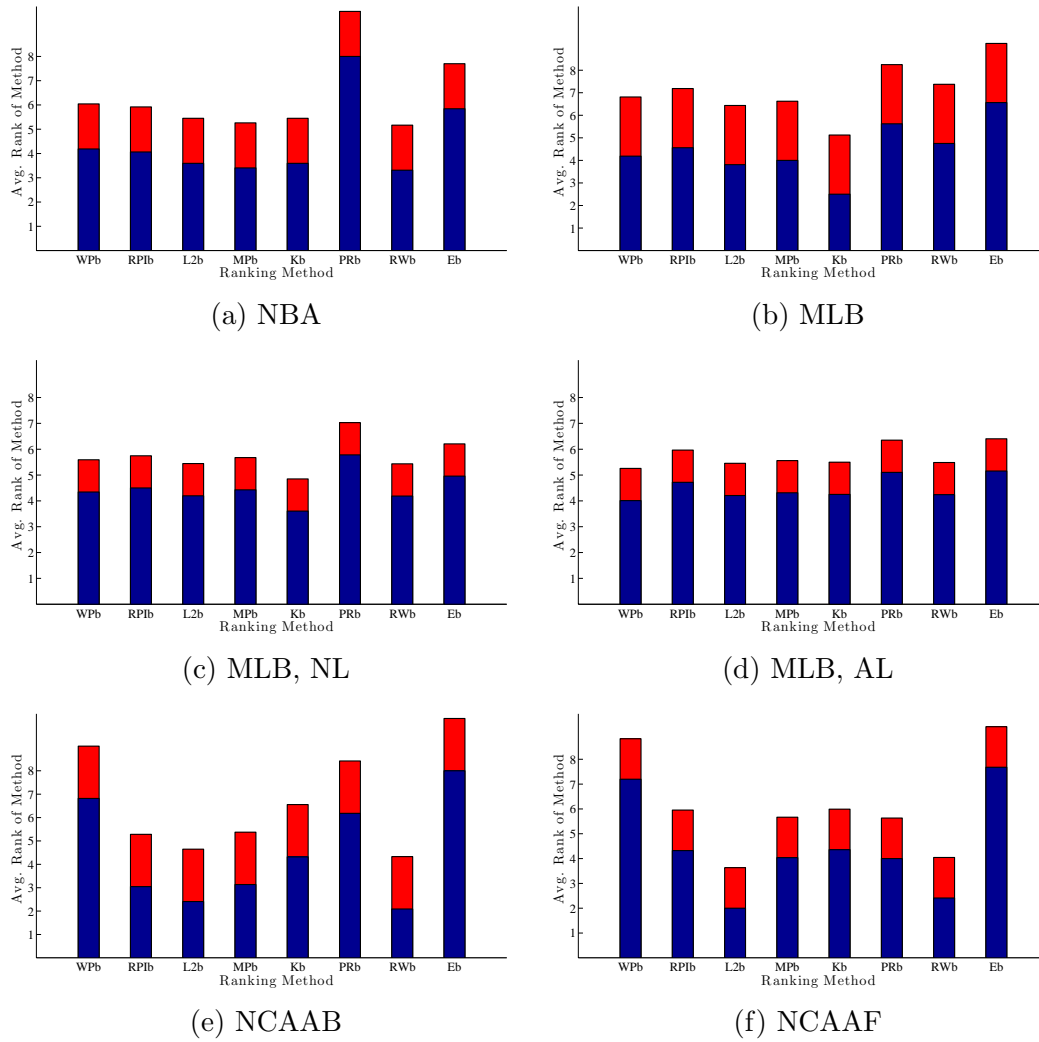 Avg. Rank of Method
8
7
6
5
4
3
2
1
WPb RPIb L2b MPb Kb PRb RWb Eb
Ranking Method
(a) NBA
Avg. Rank of Method
8
7
6
5
4
3
2
1
WPb RPIb L2b MPb Kb PRb RWb Eb
Ranking Method
(b) MLB
Avg. Rank of Method
8
7
6
5
4
3
2
1
WPb RPIb L2b MPb Kb PRb RWb Eb
Ranking Method
(c) MLB, NL
Avg. Rank of Method
8
7
6
5
4
3
2
1
WPb RPIb L2b MPb Kb PRb RWb Eb
Ranking Method
(d) MLB, AL
Avg. Rank of Method
8
7
6
5
4
3
2
1
WPb RPIb L2b MPb Kb PRb RWb Eb
Ranking Method
(e) NCAAB
Avg. Rank of Method
8
7
6
5
4
3
2
1
WPb RPIb L2b MPb Kb PRb RWb Eb
Ranking Method
(f) NCAAF